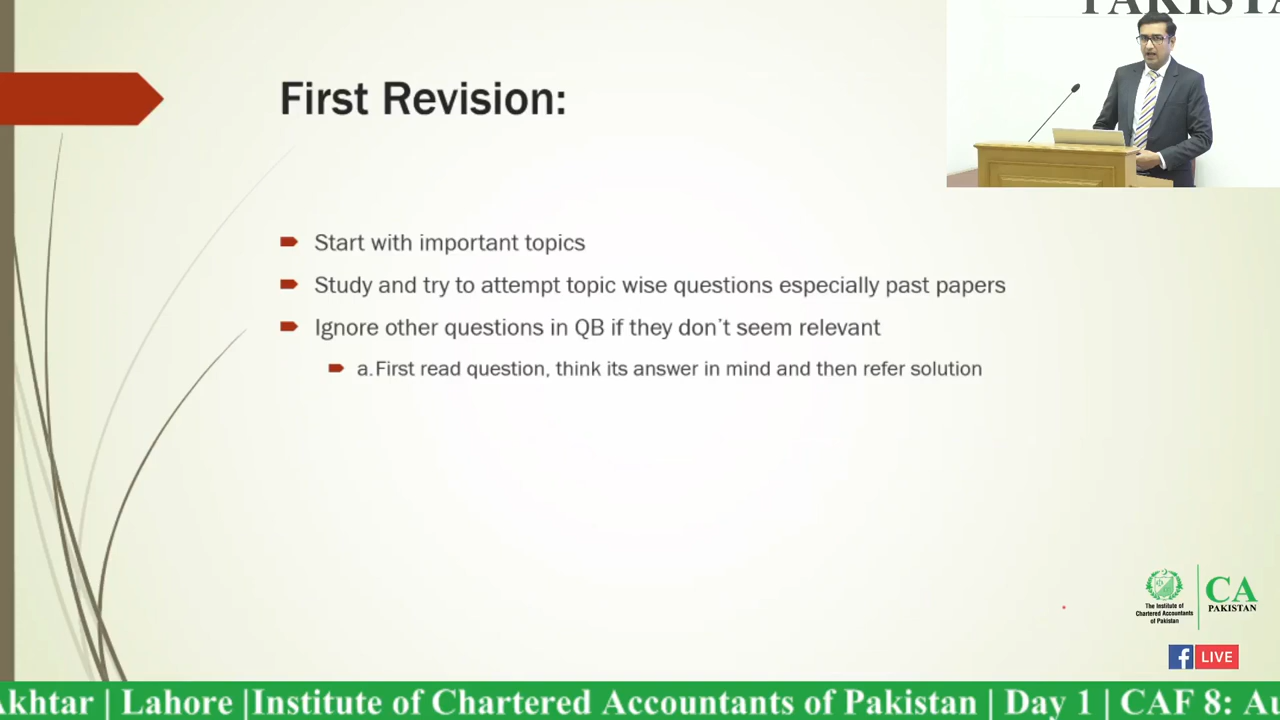 PAKISTA
First Revision:
Start with important topics
Study and try to attempt topic wise questions especially past papers
Ignore other questions in QB if they don't seem relevant
a.First read question, think its answer in mind and then refer solution
The Institute of
Chartered Accountants
of Pakistan
CA
PAKISTAN
f LIVE
Akhtar | Lahore |Institute of Chartered Accountants of Pakistan | Day 1 | CAF 8: Au